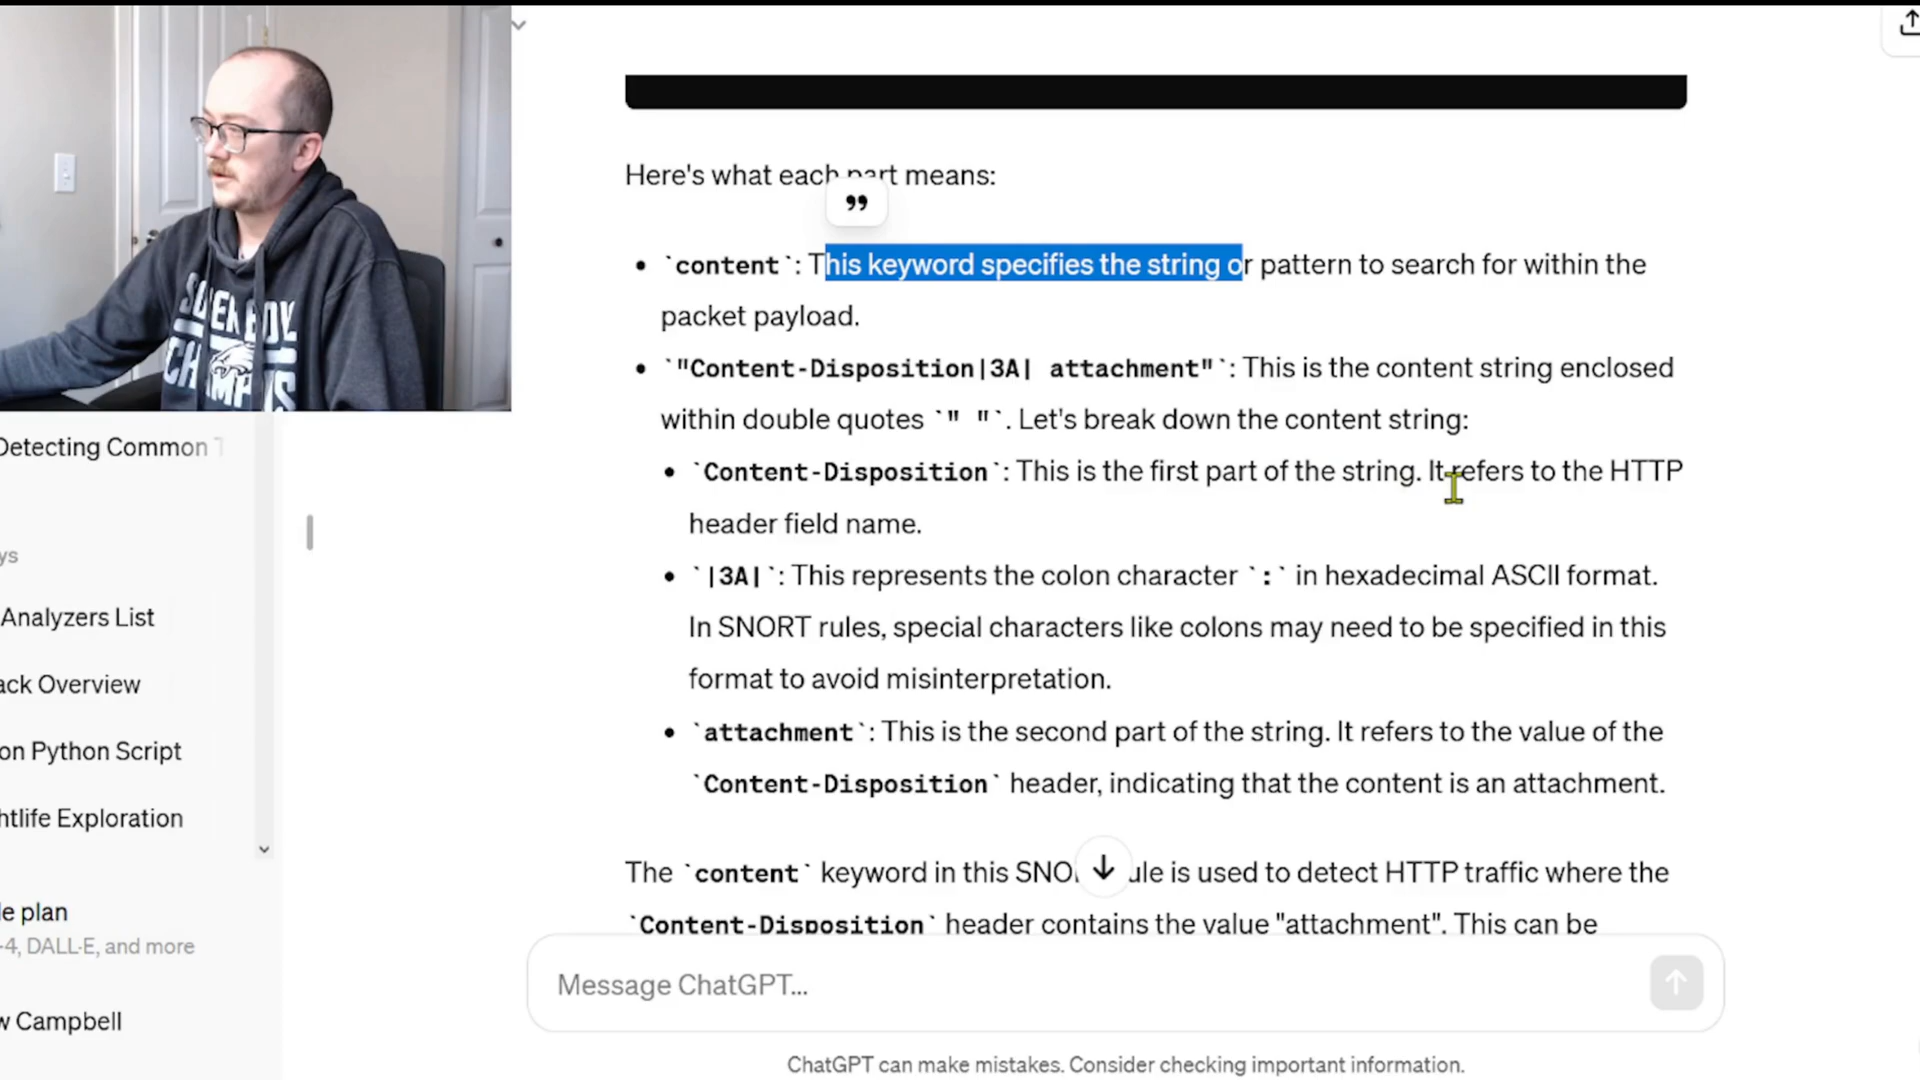 Here's what each part means:
”
• `content`: This keyword specifies the string or pattern to search for within the
packet payload.
• `"Content-Disposition|3A| attachment"`: This is the content string enclosed
within double quotes `" "`. Let's break down the content string:
• `Content-Disposition`: This is the first part of the string. It refers to the HTTP
header field name.
• `|3A|`: This represents the colon character `:` in hexadecimal ASCII format.
In SNORT rules, special characters like colons may need to be specified in this
format to avoid misinterpretation.
• `attachment`: This is the second part of the string. It refers to the value of the
`Content-Disposition` header, indicating that the content is an attachment.
The `content` keyword in this SNO ule is used to detect HTTP traffic where the
`Content-Disposition` header contains the value "attachment". This can be
Message ChatGPT...
ChatGPT can make mistakes. Consider checking important information.
Detecting Common T
ys
Analyzers List
ack Overview
on Python Script
htlife Exploration
le plan
-4, DALL·E, and more
w Campbell